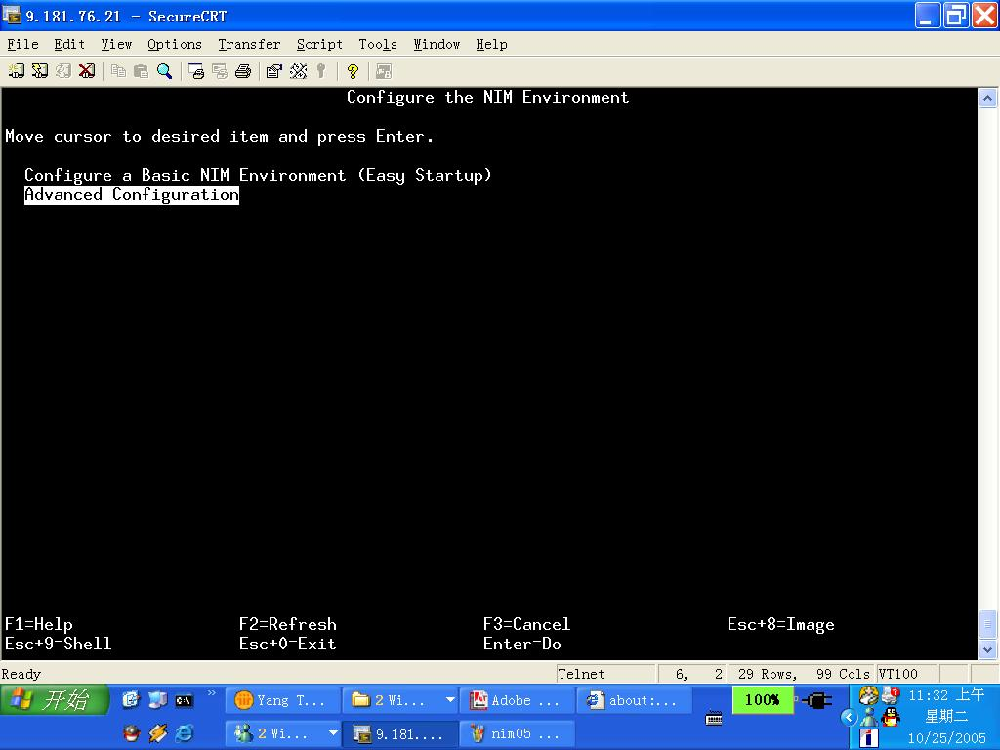 9.181.76.21 - SecureCRT
File Edit View Options Transfer Script Tools Window Help
Configure the NIM Environment
Move cursor to desired item and press Enter.
Configure a Basic NIM Environment (Easy Startup)
Advanced Configuration
F1=Help F2=Refresh F3=Cancel Esc+8=Image
Esc+9=Shell Esc+0=Exit Enter=Do
Ready Telnet 6, 2 29 Rows, 99 Cols VT100
开始 Yang T... 2 Wi... Adobe ... about:... 100% 11:32 上午
星期二
2 Wi... 9.181.... nim05 ... 10/25/2005